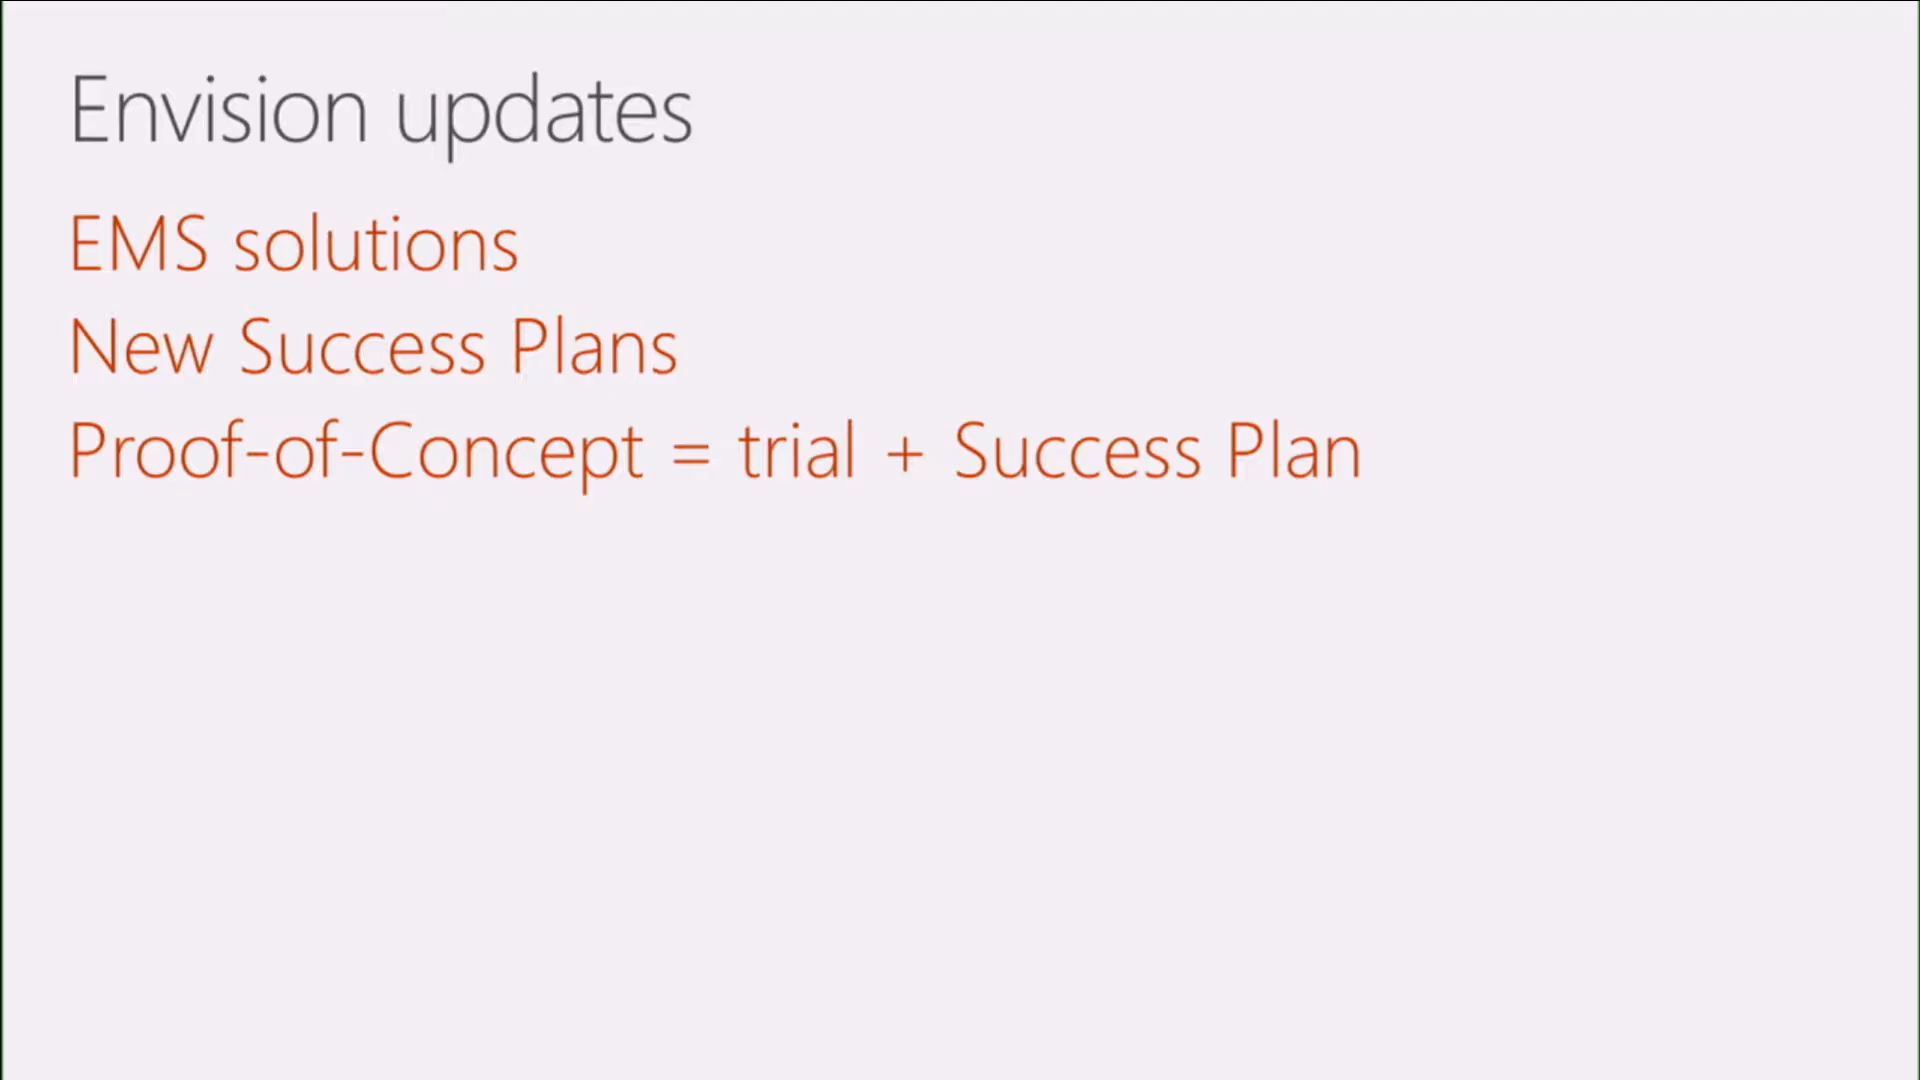 Envision updates
EMS solutions
New Success Plans
Proof-of-Concept = trial + Success Plan